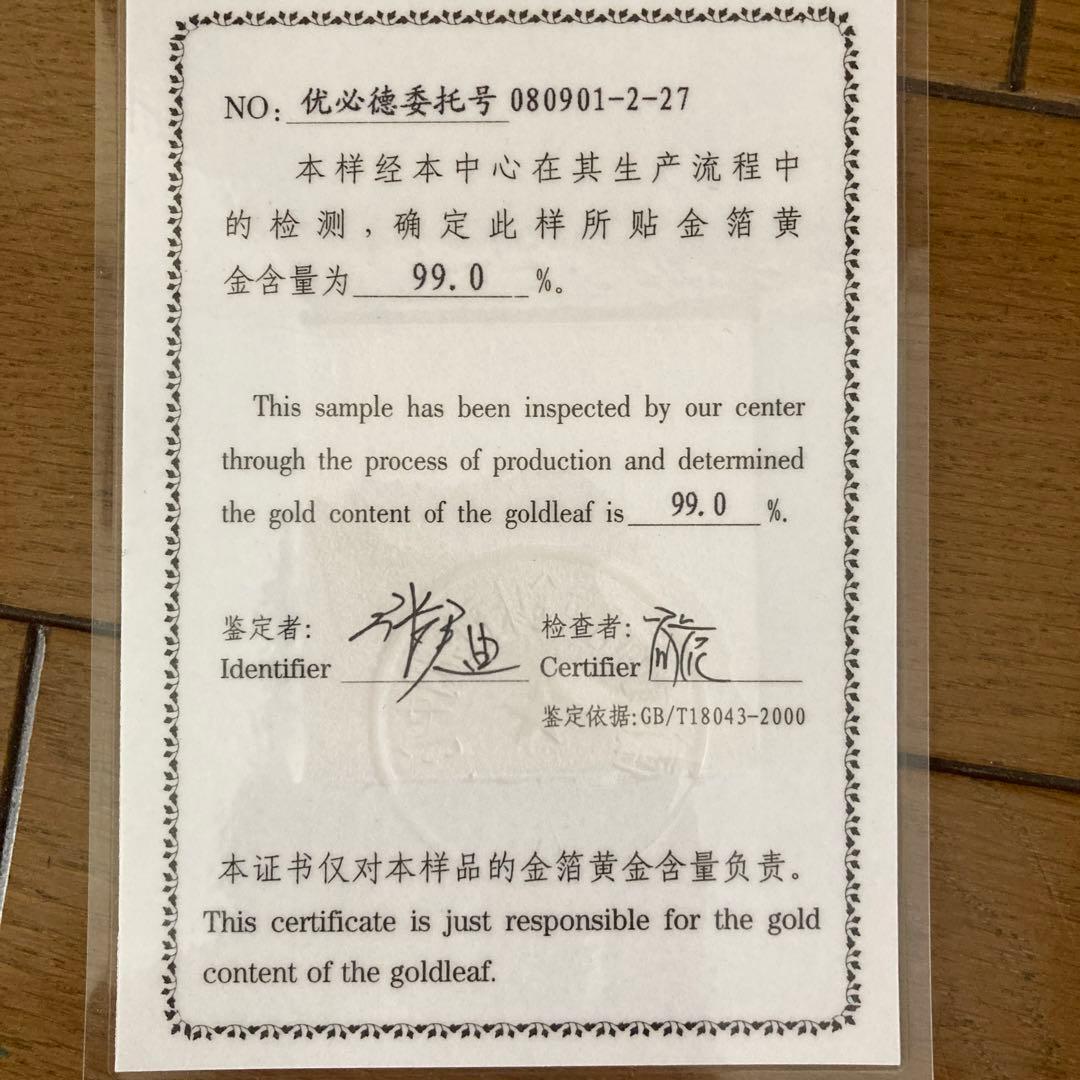 NO: 优必德委托号 080901-2-27
本样经本中心在其生产流程中
的检测，确定此样所贴金箔黄
金含量为 99.0 %。
This sample has been inspected by our center
through the process of production and determined
the gold content of the goldleaf is 99.0 %.
鉴定者: 检查者:
Identifier Certifier
鉴定依据:GB/T18043-2000
本证书仅对本样品的金箔黄金含量负责。
This certificate is just responsible for the gold
content of the goldleaf.